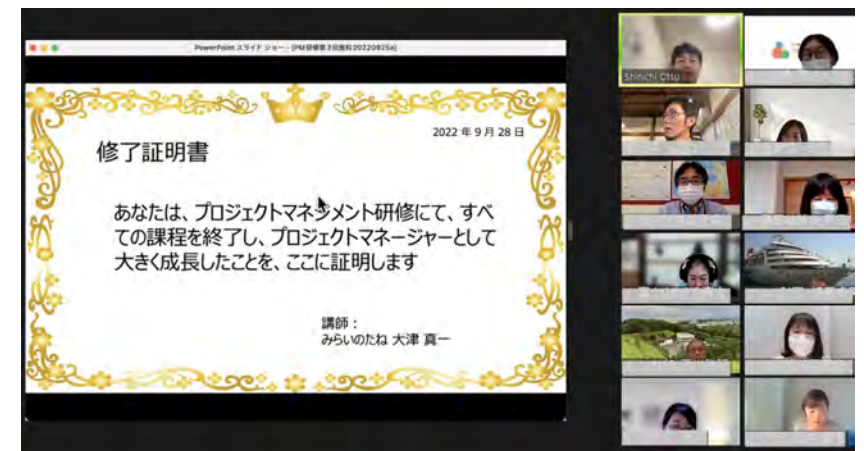 PowerPoint スライド ショー - [PM研修第3回資料20220925a]
2022 年 9 月 28 日
修了証明書
あなたは、プロジェクトマネジメント研修にて、すべ
ての課程を終了し、プロジェクトマネージャーとして
大きく成長したことを、ここに証明します
講師：
みらいのたね 大津 真一
Shinichi Otsu